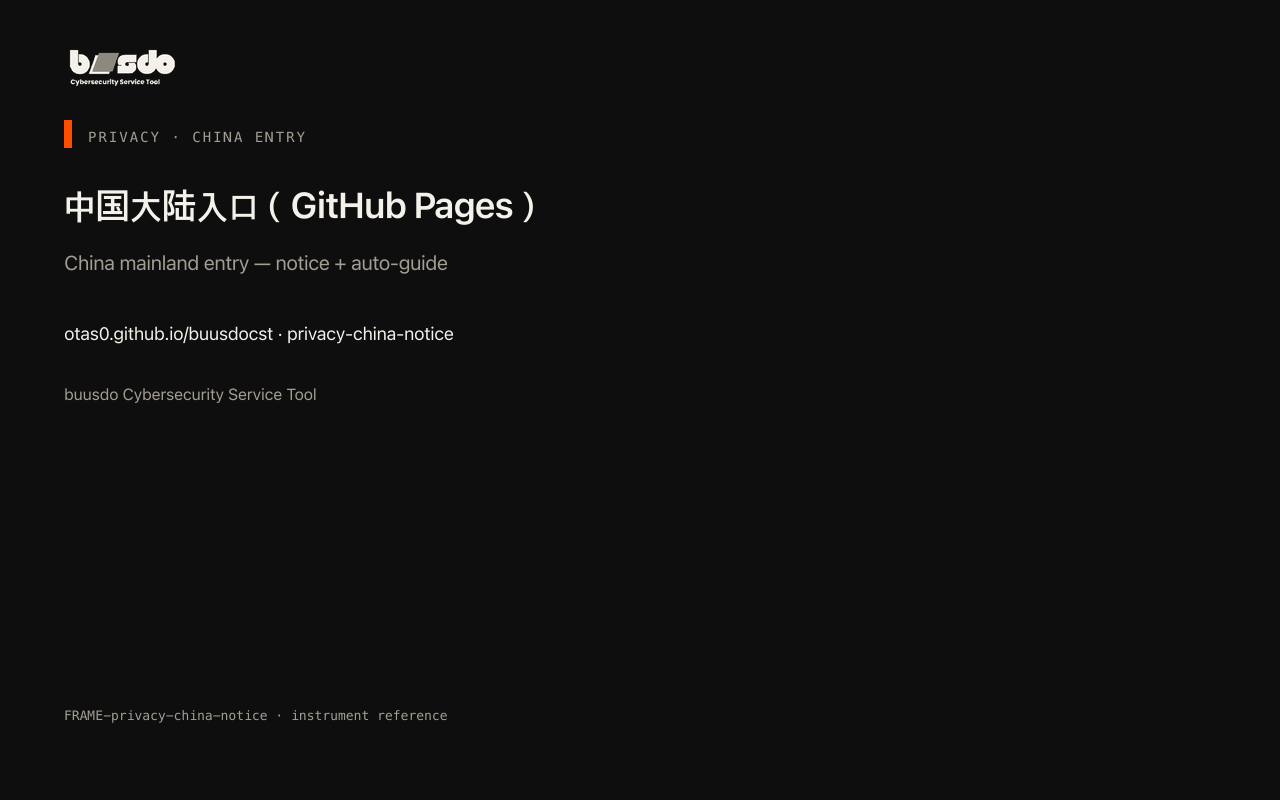 buusdo
Cybersecurity Service Tool
PRIVACY · CHINA ENTRY
中国大陆入口（GitHub Pages）
China mainland entry — notice + auto-guide
otas0.github.io/buusdocst · privacy-china-notice
buusdo Cybersecurity Service Tool
FRAME-privacy-china-notice · instrument reference